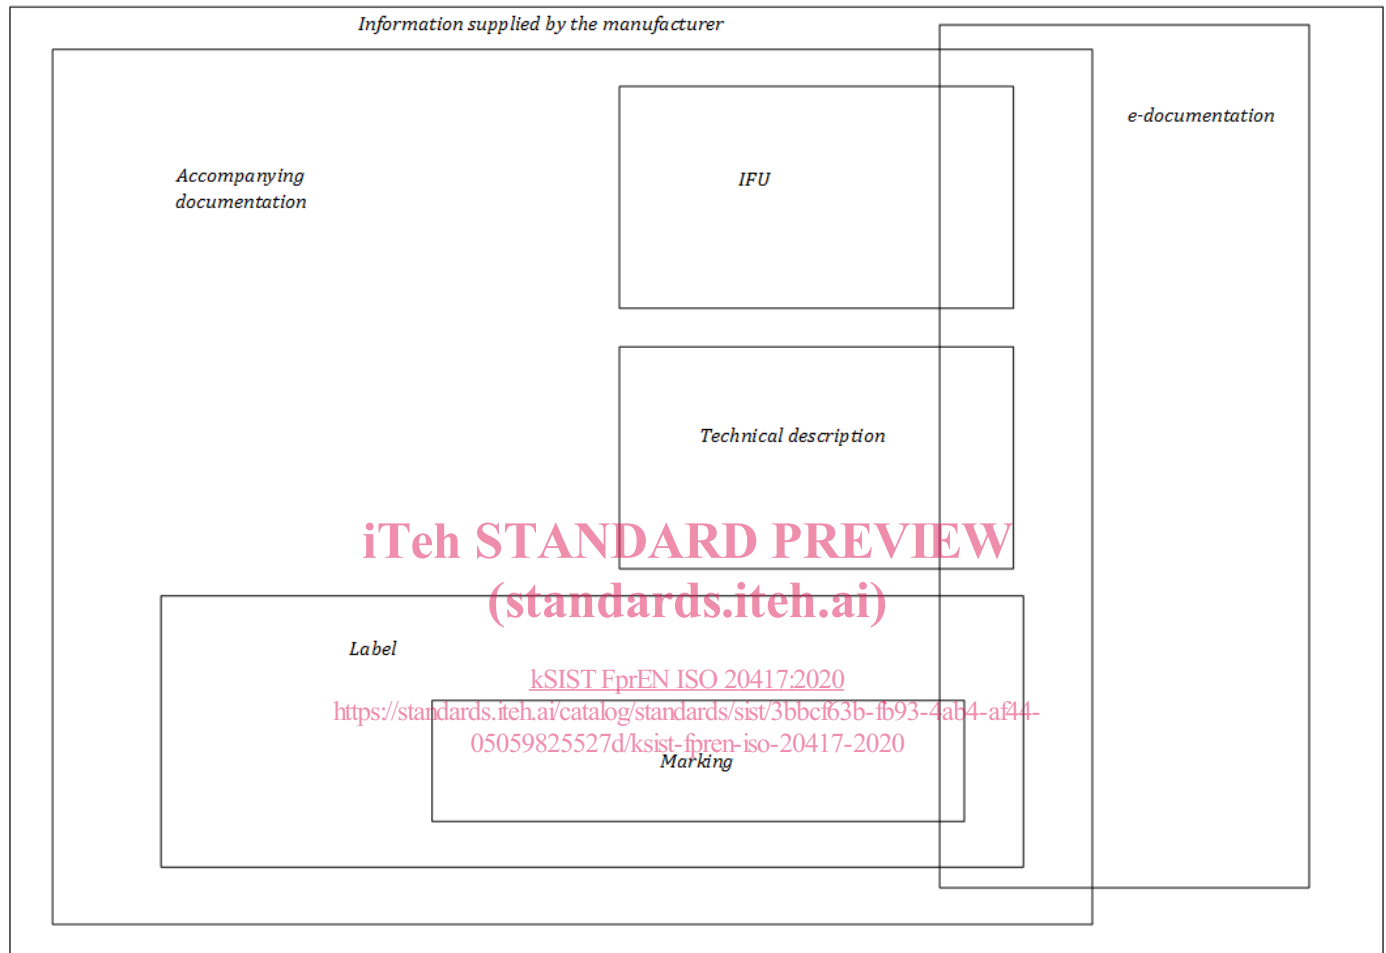 Information supplied by the manufacturer
e-documentation
Accompanying
documentation
IFU
Technical description
iTeh STANDARD PREVIEW
(standards.iteh.ai)
Label
kSIST FprEN ISO 20417:2020
https://standards.iteh.ai/catalog/standards/sist/3bbcf63b-fb93-4ab4-af44-
05059825527d/ksist-fpren-iso-20417-2020
Marking